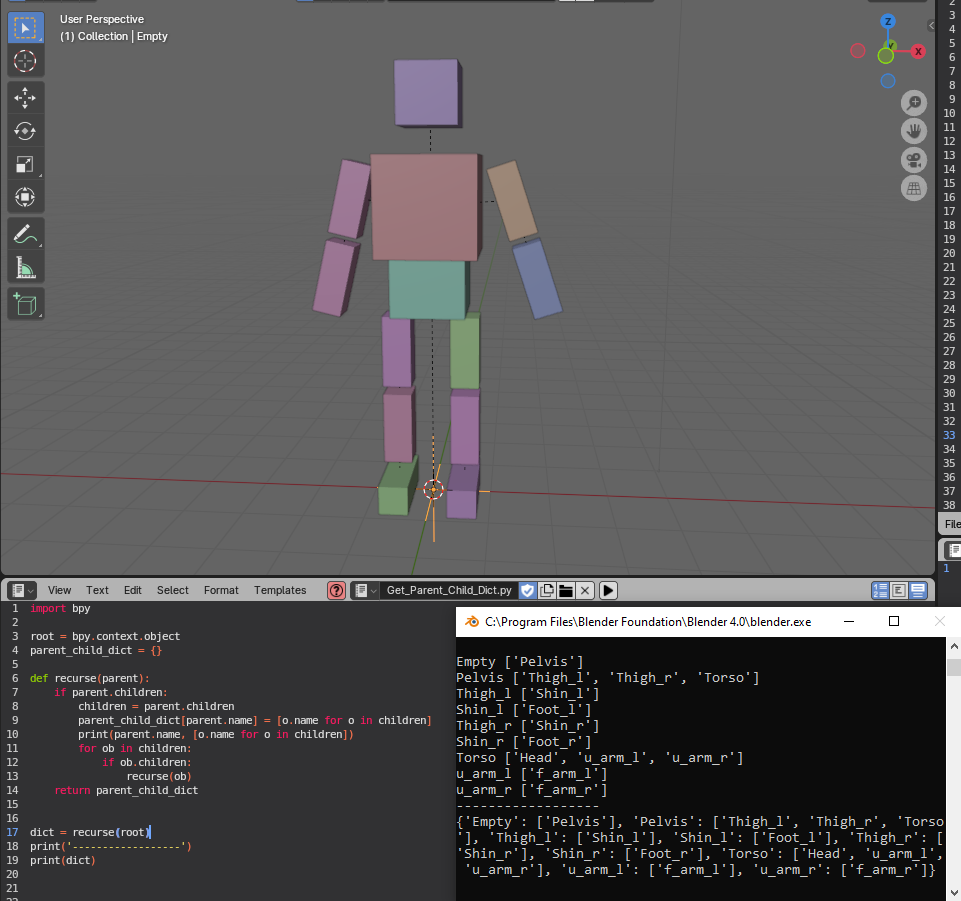 User Perspective
(1) Collection | Empty
Z
Y
X
2
3
4
5
6
7
8
9
10
11
12
13
14
15
16
17
18
19
20
21
22
23
24
25
26
27
28
29
30
31
32
33
34
35
36
37
38
File
1
View Text Edit Select Format Templates Get_Parent_Child_Dict.py
1 import bpy
2
3 root = bpy.context.object
4 parent_child_dict = {}
5
6 def recurse(parent):
7 if parent.children:
8 children = parent.children
9 parent_child_dict[parent.name] = [o.name for o in children]
10 print(parent.name, [o.name for o in children])
11 for ob in children:
12 if ob.children:
13 recurse(ob)
14 return parent_child_dict
15
16
17 dict = recurse(root)
18 print('------------------')
19 print(dict)
20
21
C:\Program Files\Blender Foundation\Blender 4.0\blender.exe
Empty ['Pelvis']
Pelvis ['Thigh_l', 'Thigh_r', 'Torso']
Thigh_l ['Shin_l']
Shin_l ['Foot_l']
Thigh_r ['Shin_r']
Shin_r ['Foot_r']
Torso ['Head', 'u_arm_l', 'u_arm_r']
u_arm_l ['f_arm_l']
u_arm_r ['f_arm_r']
------------------
{'Empty': ['Pelvis'], 'Pelvis': ['Thigh_l', 'Thigh_r', 'Torso
'], 'Thigh_l': ['Shin_l'], 'Shin_l': ['Foot_l'], 'Thigh_r': [
'Shin_r'], 'Shin_r': ['Foot_r'], 'Torso': ['Head', 'u_arm_l',
'u_arm_r'], 'u_arm_l': ['f_arm_l'], 'u_arm_r': ['f_arm_r']}